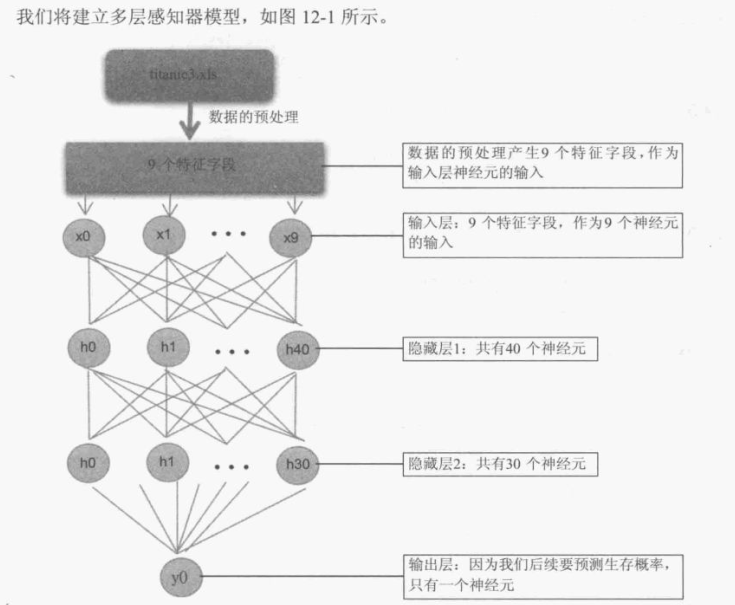 我们将建立多层感知器模型，如图 12-1 所示。
titanic3.xls
数据的预处理
9 个特征字段
数据的预处理产生9 个特征字段，作为
输入层神经元的输入
x0 x1 • • • x9
输入层：9 个特征字段，作为9 个神经元
的输入
h0 h1 • • • h40
隐藏层1：共有40 个神经元
h0 h1 • • • h30
隐藏层2：共有30 个神经元
y0
输出层：因为我们后续要预测生存概率，
只有一个神经元